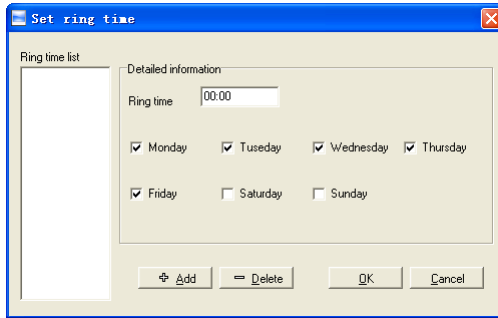 Set ring time
Ring time list
Detailed information
Ring time 00:00
Monday Tuseday Wednesday Thursday
Friday Saturday Sunday
Add Delete OK Cancel